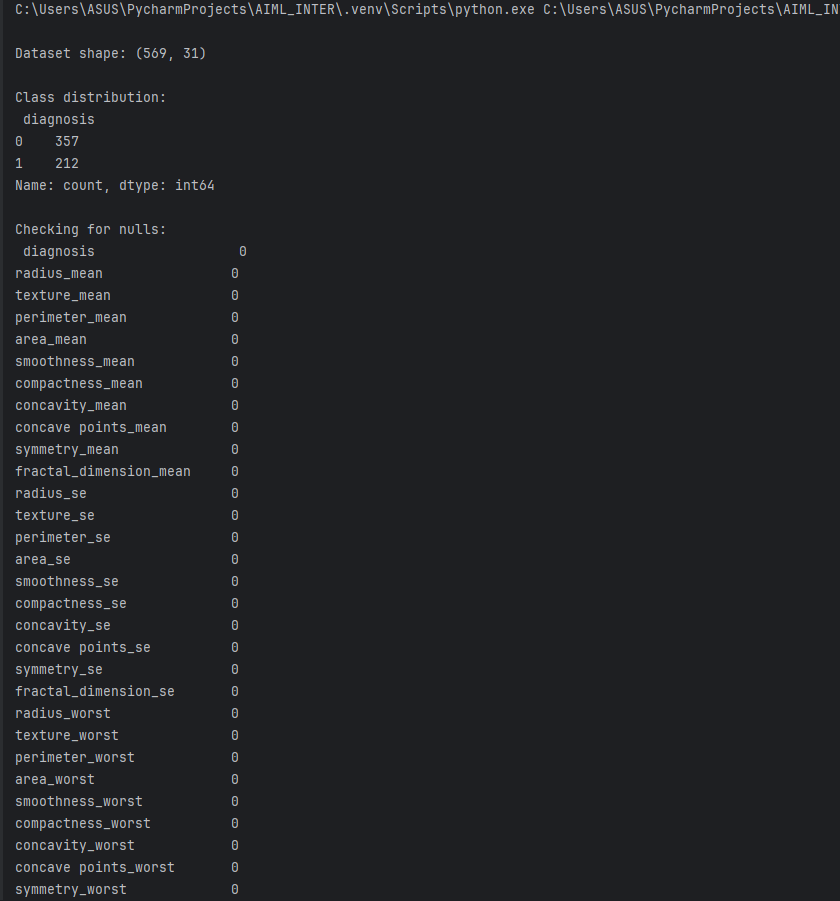 C:\Users\ASUS\PycharmProjects\AIML_INTER\.venv\Scripts\python.exe C:\Users\ASUS\PycharmProjects\AIML_IN
Dataset shape: (569, 31)
Class distribution:
 diagnosis
0    357
1    212
Name: count, dtype: int64
Checking for nulls:
 diagnosis                  0
radius_mean                0
texture_mean               0
perimeter_mean             0
area_mean                  0
smoothness_mean            0
compactness_mean           0
concavity_mean             0
concave points_mean        0
symmetry_mean              0
fractal_dimension_mean     0
radius_se                  0
texture_se                 0
perimeter_se               0
area_se                    0
smoothness_se              0
compactness_se             0
concavity_se               0
concave points_se          0
symmetry_se                0
fractal_dimension_se       0
radius_worst               0
texture_worst              0
perimeter_worst            0
area_worst                 0
smoothness_worst           0
compactness_worst          0
concavity_worst            0
concave points_worst       0
symmetry_worst             0